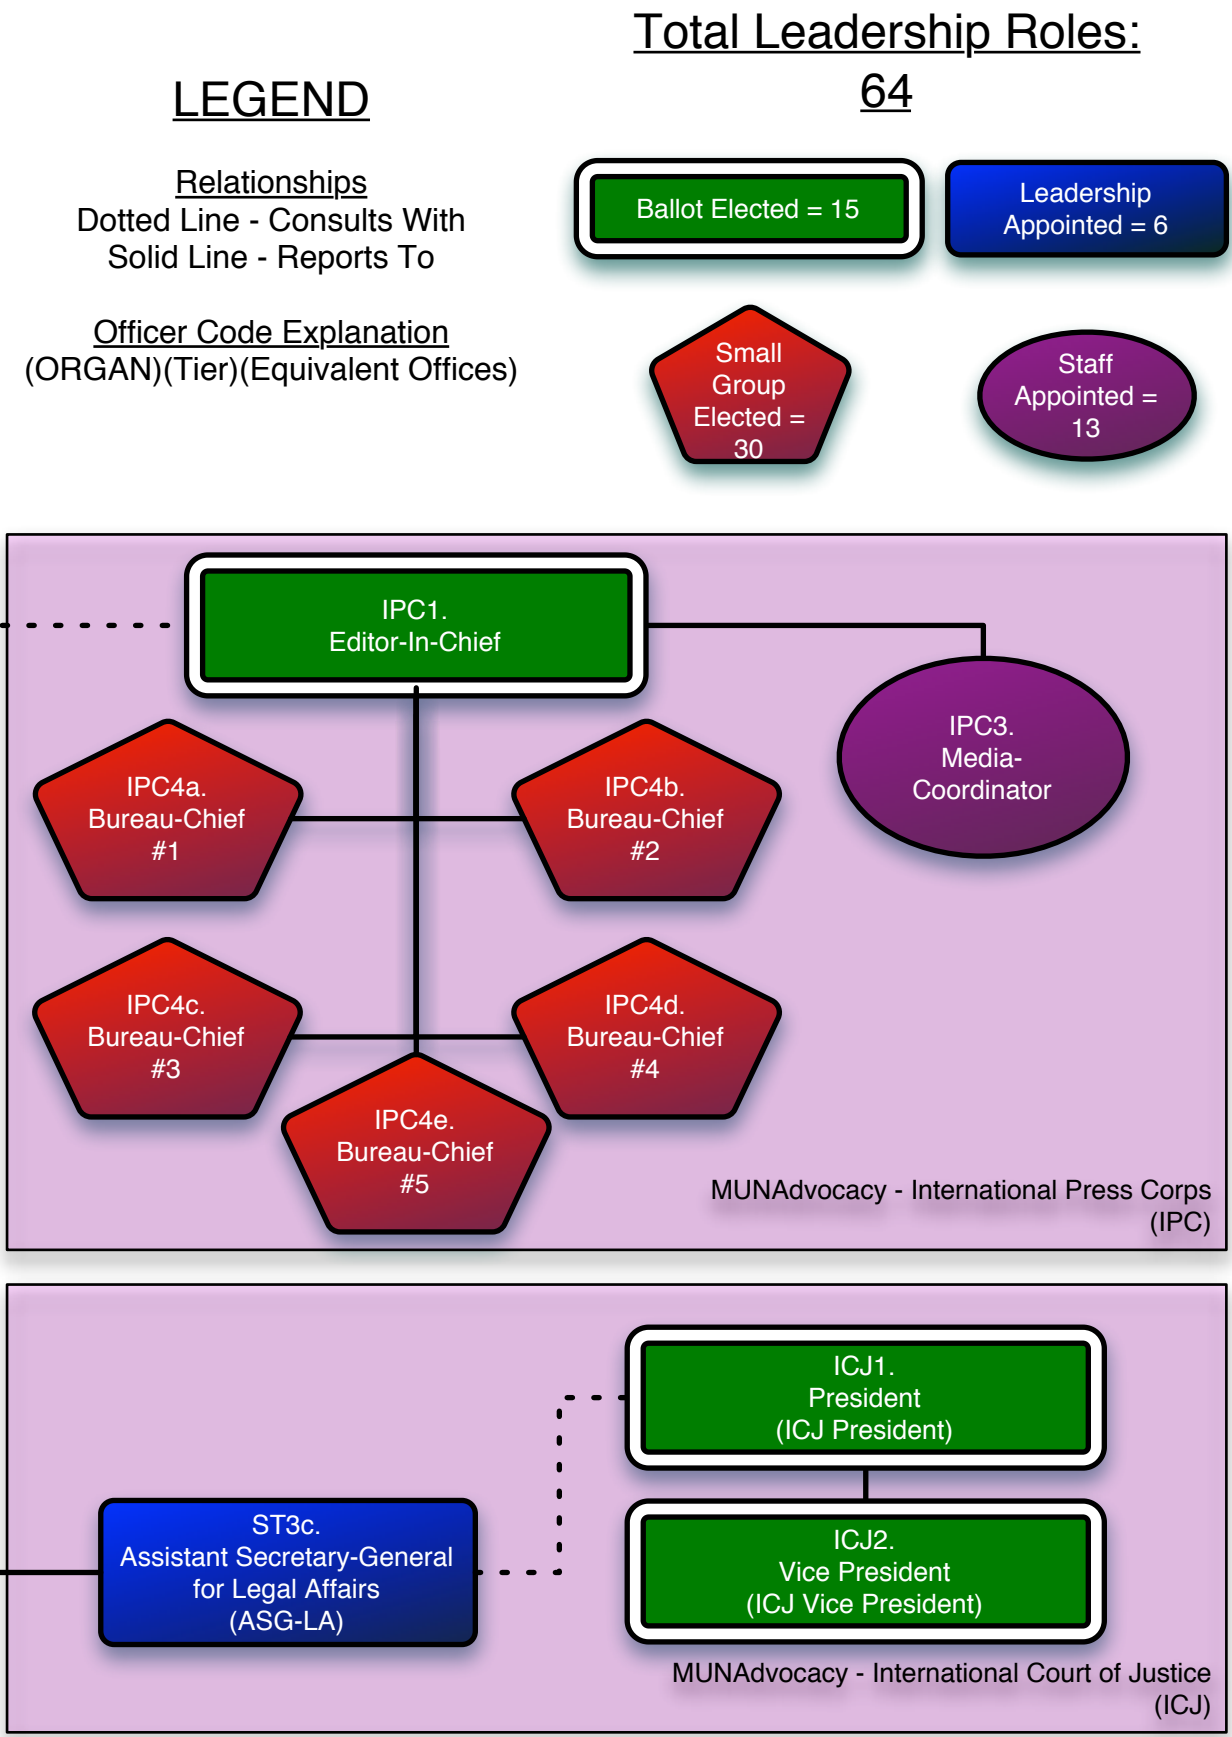 Total Leadership Roles:
64
LEGEND
Relationships
Dotted Line - Consults With
Solid Line - Reports To
Officer Code Explanation
(ORGAN)(Tier)(Equivalent Offices)
Ballot Elected = 15
Leadership
Appointed = 6
Small
Group
Elected =
30
Staff
Appointed =
13
IPC1.
Editor-In-Chief
IPC3.
Media-
Coordinator
IPC4a.
Bureau-Chief
#1
IPC4b.
Bureau-Chief
#2
IPC4c.
Bureau-Chief
#3
IPC4d.
Bureau-Chief
#4
IPC4e.
Bureau-Chief
#5
MUNAdvocacy - International Press Corps
(IPC)
ICJ1.
President
(ICJ President)
ST3c.
Assistant Secretary-General
for Legal Affairs
(ASG-LA)
ICJ2.
Vice President
(ICJ Vice President)
MUNAdvocacy - International Court of Justice
(ICJ)